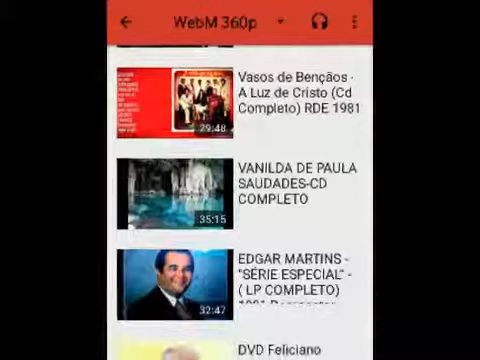 WebM 360p
Vasos de Bençãos -
A Luz de Cristo (Cd
Completo) RDE 1981
29:48
VANILDA DE PAULA
SAUDADES-CD
COMPLETO
35:15
EDGAR MARTINS -
"SÉRIE ESPECIAL" -
( LP COMPLETO)
32:47
DVD Feliciano